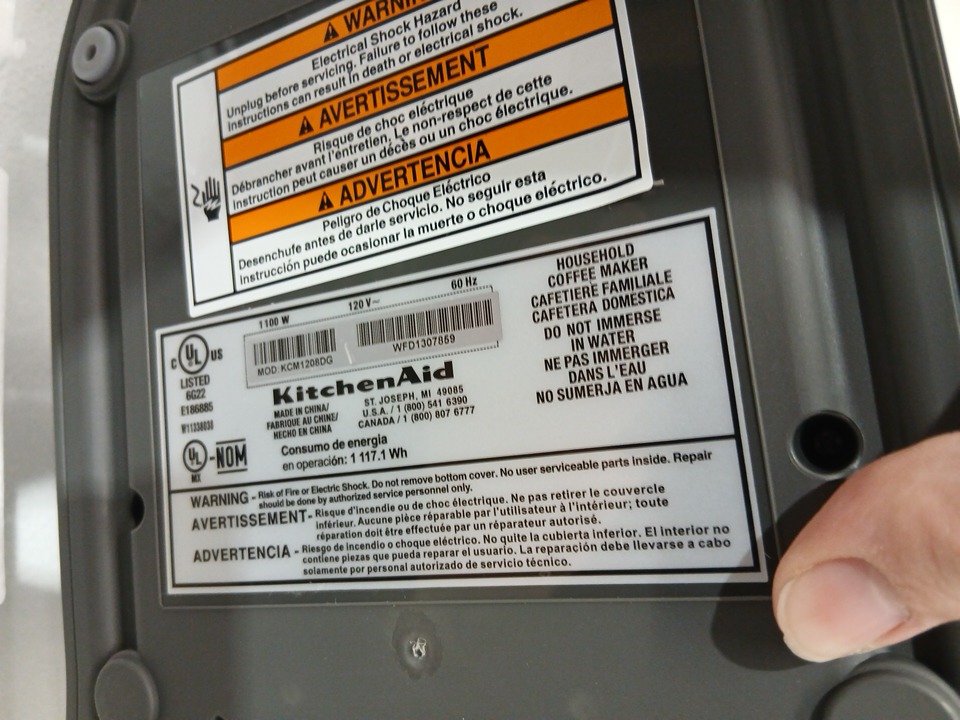 ⚠ WARNIN
Electrical Shock Hazard
Unplug before servicing. Failure to follow these
instructions can result in death or electrical shock.
⚠ AVERTISSEMENT
Risque de choc eléctrique
Débrancher avant l'entretien. Le non-respect de cette
instruction peut causer un décès ou un choc électrique.
⚠ ADVERTENCIA
Peligro de Choque Eléctrico
Desenchufe antes de darle servicio. No seguir esta
instrucción puede ocasionar la muerte o choque eléctrico.
1100 W 120 V~ 60 Hz
MOD: KCM1208DG WFD1307859
C UL US
LISTED
6G22
E186885
W11338030
KitchenAid
MADE IN CHINA/
FABRIQUE AU CHINE/
HECHO EN CHINA
ST. JOSEPH, MI 49085
U.S.A. / 1 (800) 541 6390
CANADA / 1 (800) 807 6777
UL MX - NOM
Consumo de energia
en operación: 1 117.1 Wh
HOUSEHOLD
COFFEE MAKER
CAFETIERE FAMILIALE
CAFETERA DOMESTICA
DO NOT IMMERSE
IN WATER
NE PAS IMMERGER
DANS L'EAU
NO SUMERJA EN AGUA
WARNING - Risk of Fire or Electric Shock. Do not remove bottom cover. No user serviceable parts inside. Repair
should be done by authorized service personnel only.
AVERTISSEMENT- Risque d'incendie ou de choc électrique. Ne pas retirer le couvercle
inférieur. Aucune pièce réparable par l'utilisateur à l'intérieur; toute
réparation doit être effectuée par un réparateur autorisé.
ADVERTENCIA - Riesgo de incendio o choque eléctrico. No quite la cubierta inferior. El interior no
contiene piezas que pueda reparar el usuario. La reparación debe llevarse a cabo
solamente por personal autorizado de servicio técnico.